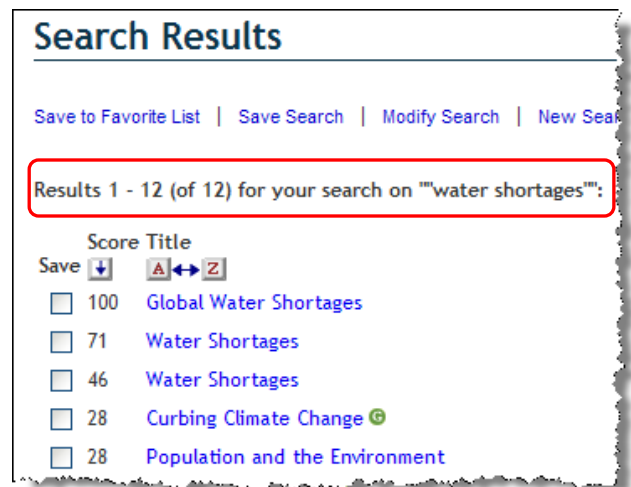 Search Results
Save to Favorite List | Save Search | Modify Search | New
Results 1 - 12 (of 12) for your search on ""water shortages"":
Score Title
Save A Z
100 Global Water Shortages
71 Water Shortages
46 Water Shortages
28 Curbing Climate Change G
28 Population and the Environment